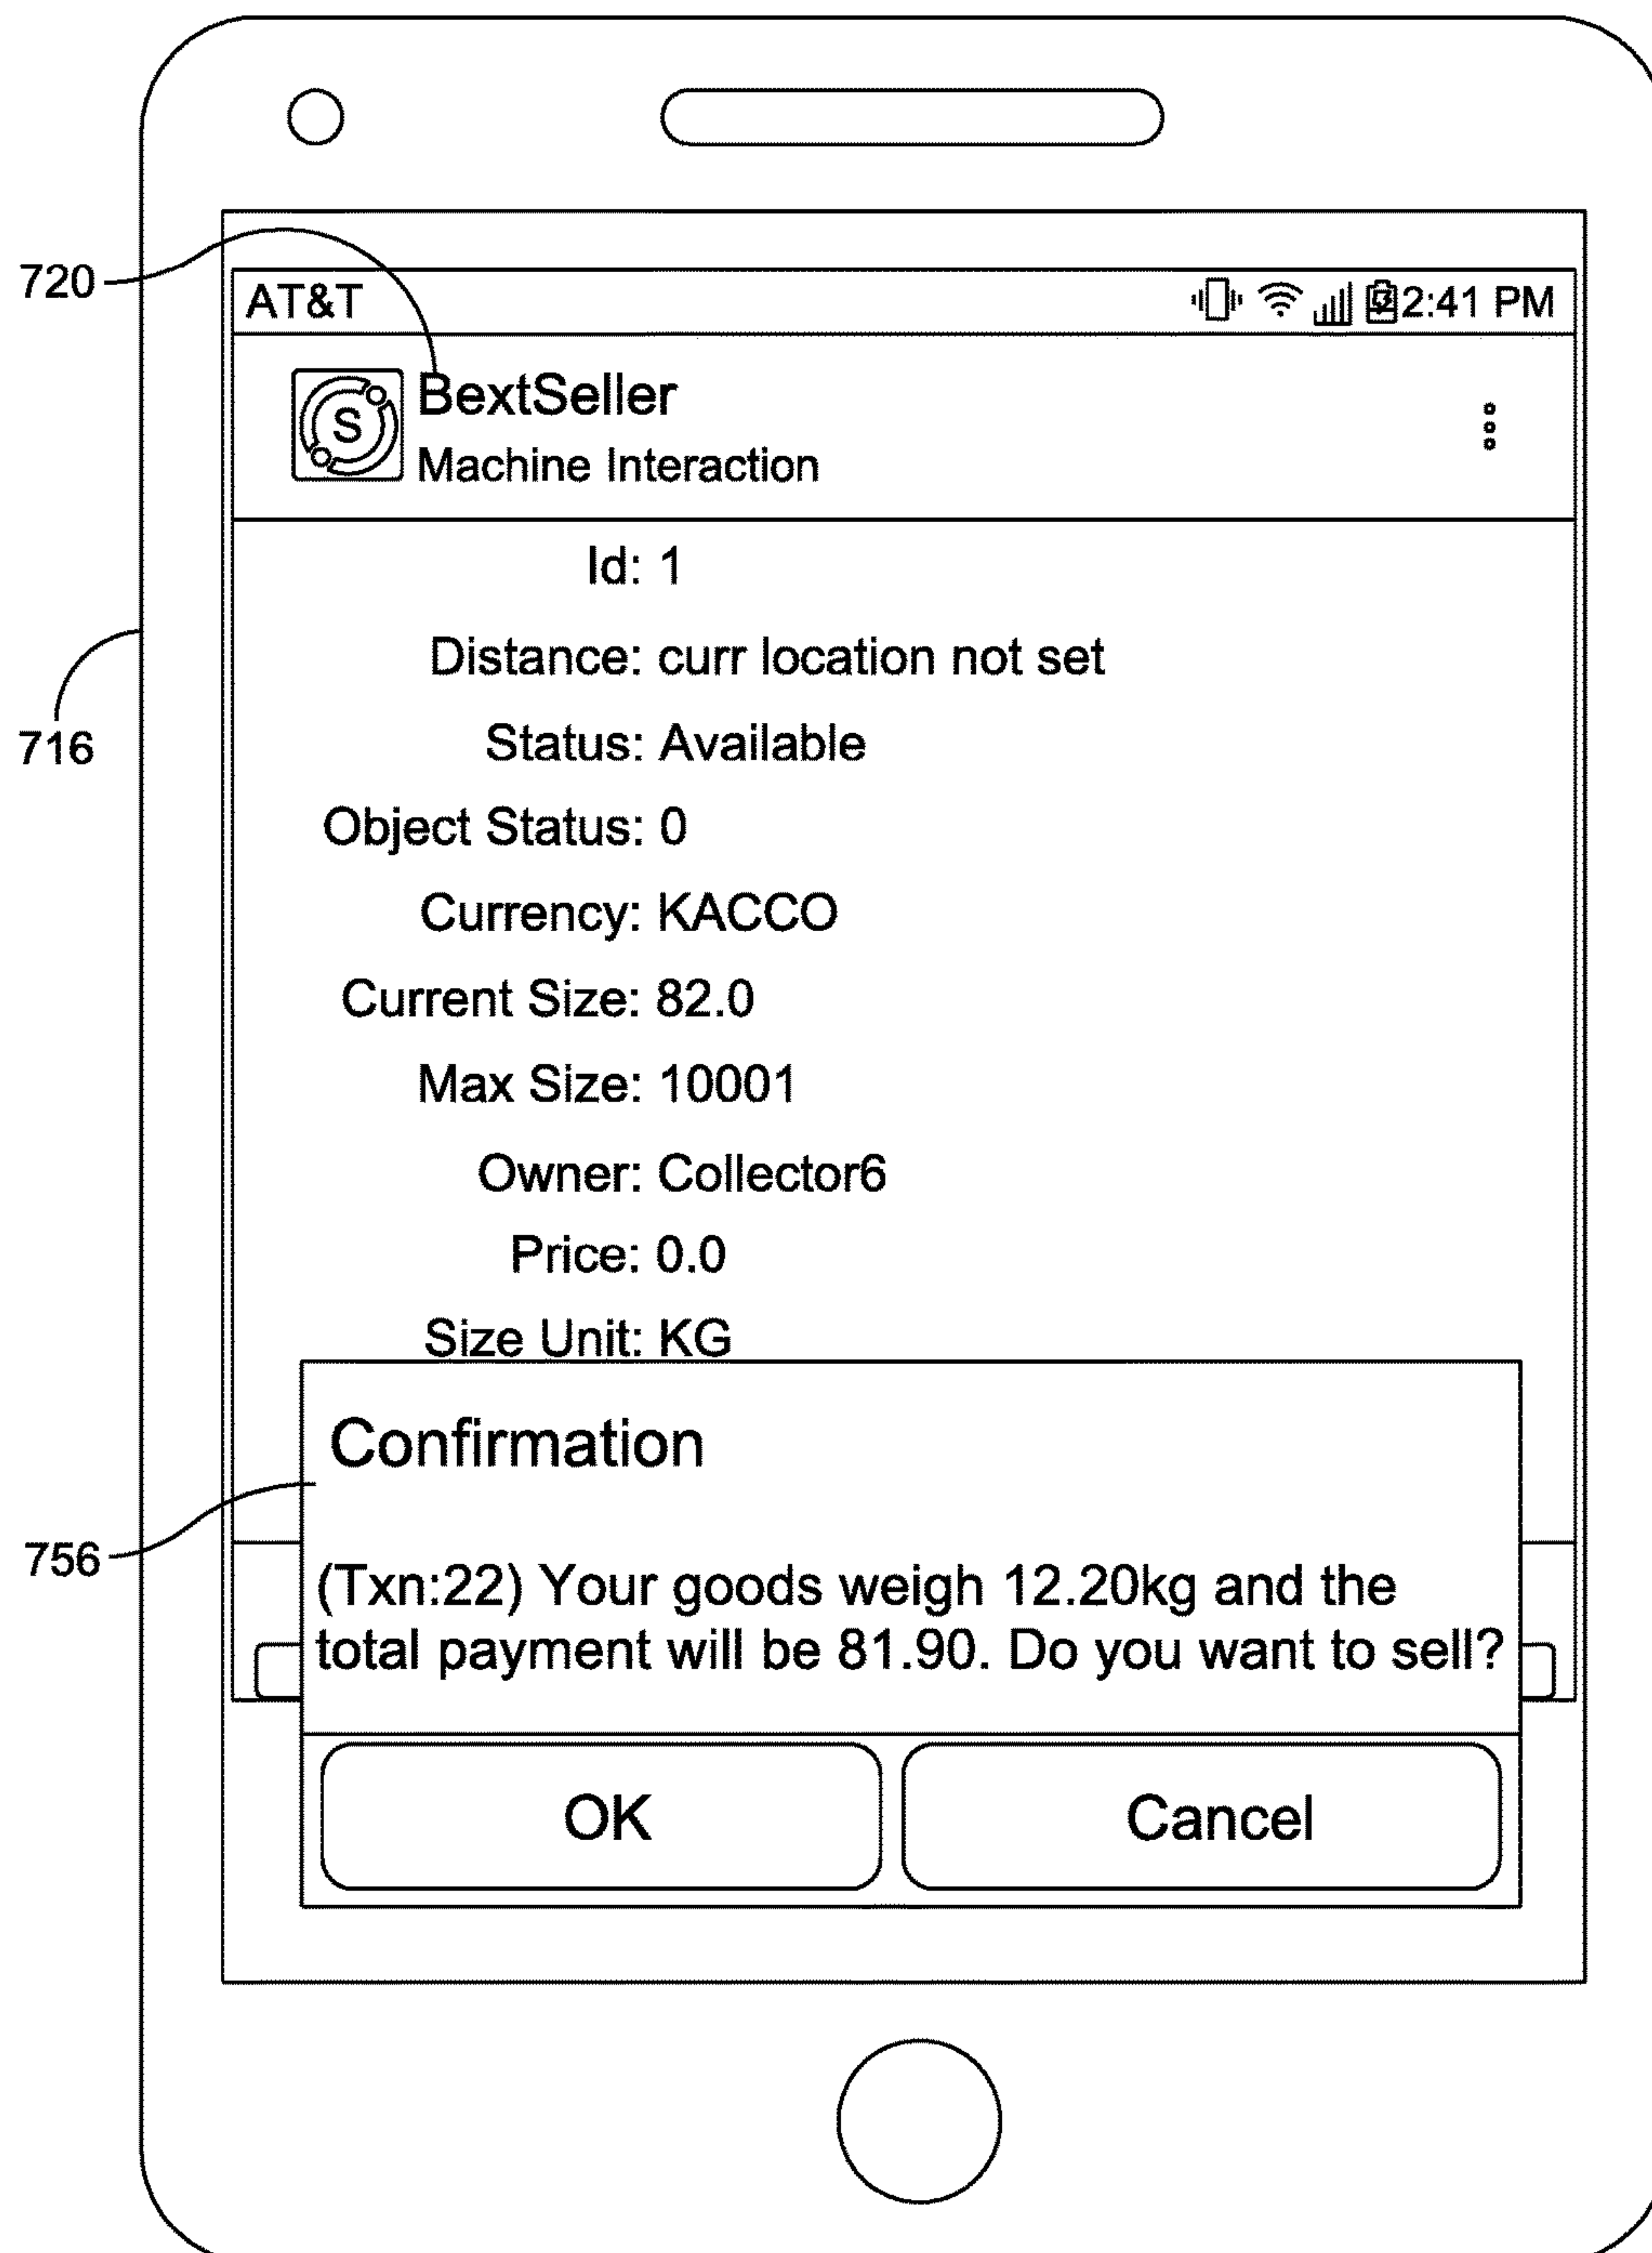 720
AT&T 2:41 PM
S
BextSeller
Machine Interaction
Id: 1
Distance: curr location not set
716
Status: Available
Object Status: 0
Currency: KACCO
Current Size: 82.0
Max Size: 10001
Owner: Collector6
Price: 0.0
Size Unit: KG
Confirmation
756
(Txn:22) Your goods weigh 12.20kg and the
total payment will be 81.90. Do you want to sell?
OK Cancel